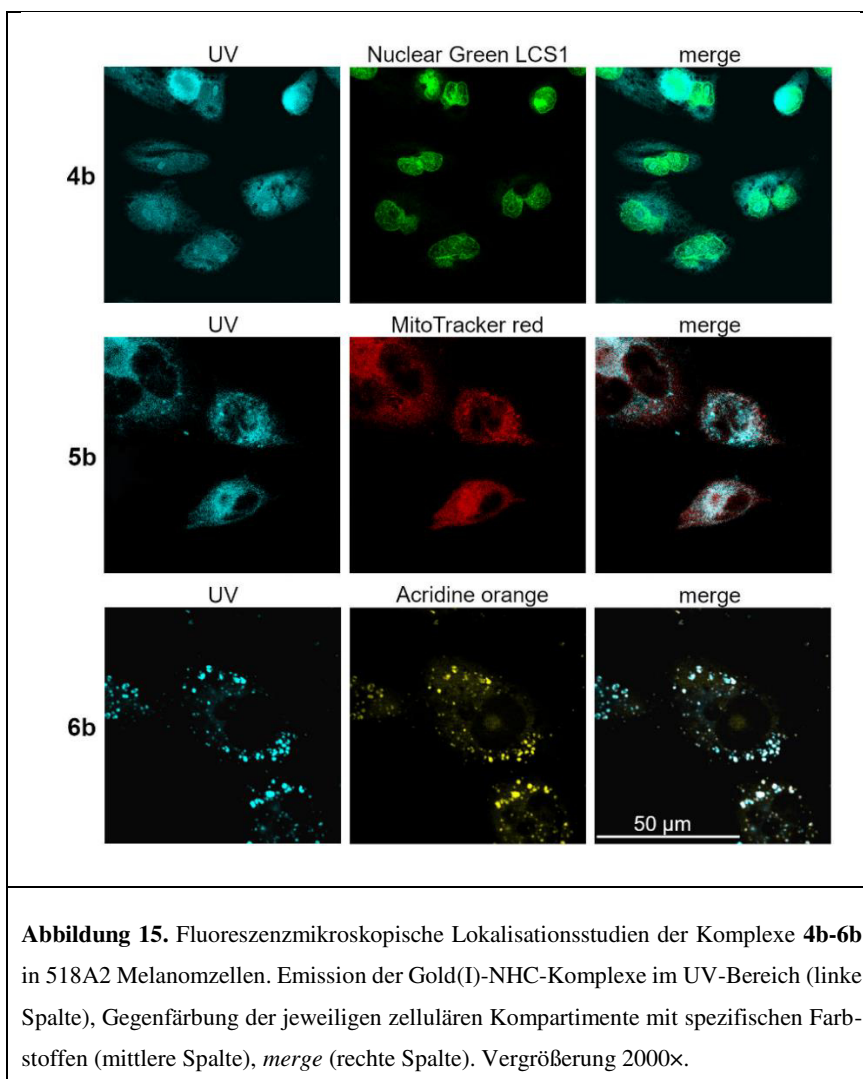 UV Nuclear Green LCS1 merge
4b
UV MitoTracker red merge
5b
UV Acridine orange merge
6b
50 µm
Abbildung 15. Fluoreszenzmikroskopische Lokalisationsstudien der Komplexe 4b-6b
in 518A2 Melanomzellen. Emission der Gold(I)-NHC-Komplexe im UV-Bereich (linke
Spalte), Gegenfärbung der jeweiligen zellulären Kompartimente mit spezifischen Farb-
stoffen (mittlere Spalte), merge (rechte Spalte). Vergrößerung 2000×.